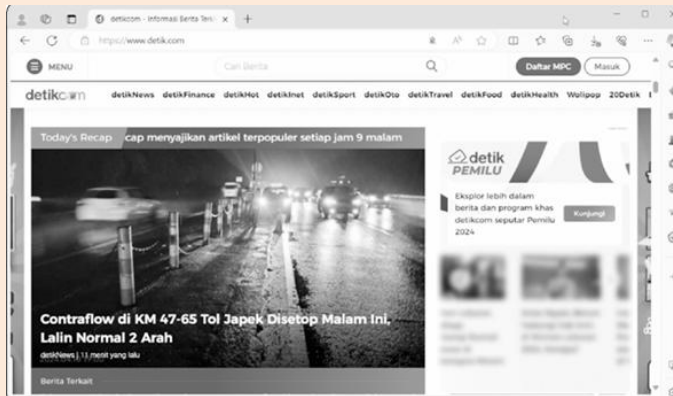 detikcom - Informasi Berita Terki
https://www.detik.com
MENU
Cari Berita
Daftar MPC
Masuk
detikcom
detikNews detikFinance detikHot detikInet detikSport detikOto detikTravel detikFood detikHealth Wolipop 20Detik
Today's Recap
cap menyajikan artikel terpopuler setiap jam 9 malam
Contraflow di KM 47-65 Tol Japek Disetop Malam Ini,
Lalin Normal 2 Arah
detikNews | 11 menit yang lalu
Berita Terkait
detik
PEMILU
Eksplor lebih dalam
berita dan program khas
detikcom seputar Pemilu
2024
Kunjungi